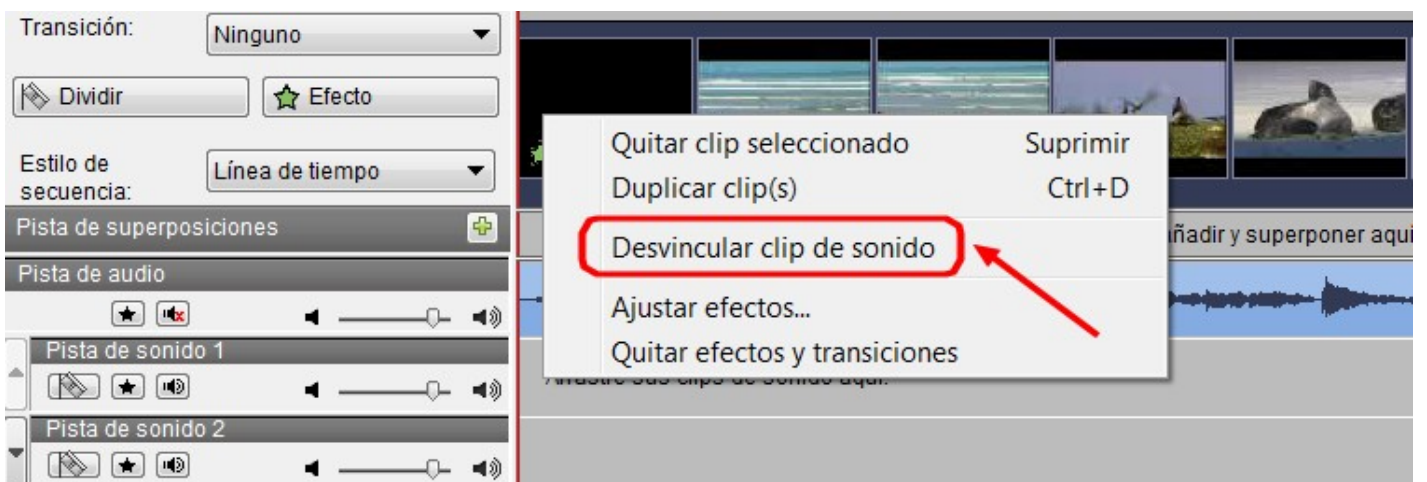 Transición:
Ninguno
Dividir
Efecto
Estilo de
secuencia:
Línea de tiempo
Pista de superposiciones
Pista de audio
Pista de sonido 1
Pista de sonido 2
Quitar clip seleccionado Suprimir
Duplicar clip(s) Ctrl+D
Desvincular clip de sonido
Ajustar efectos...
Quitar efectos y transiciones
y superponer aquí